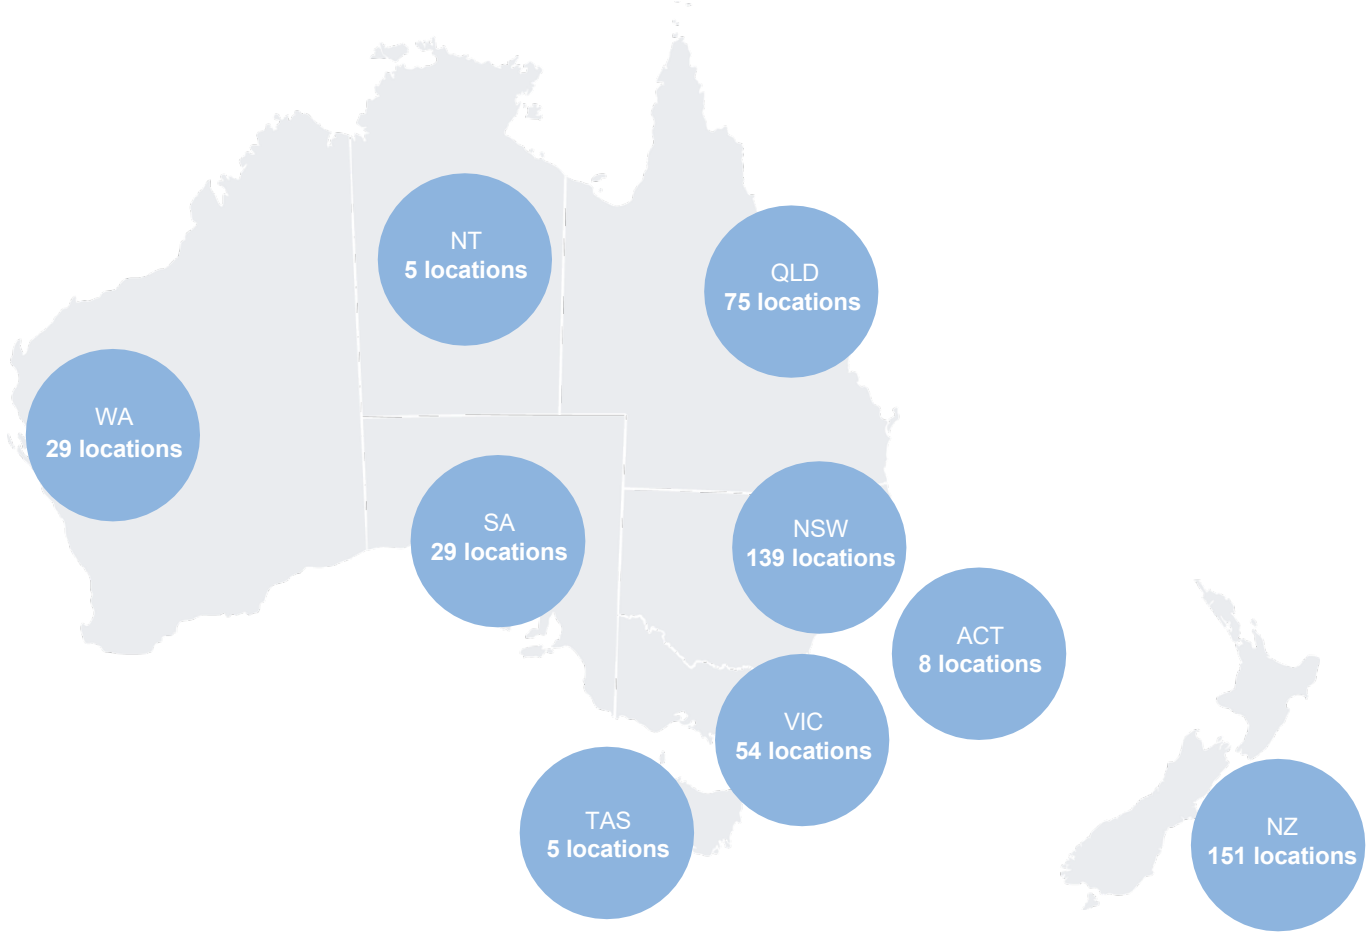 NT
5 locations
QLD
75 locations
WA
29 locations
SA
29 locations
NSW
139 locations
ACT
8 locations
VIC
54 locations
TAS
5 locations
NZ
151 locations